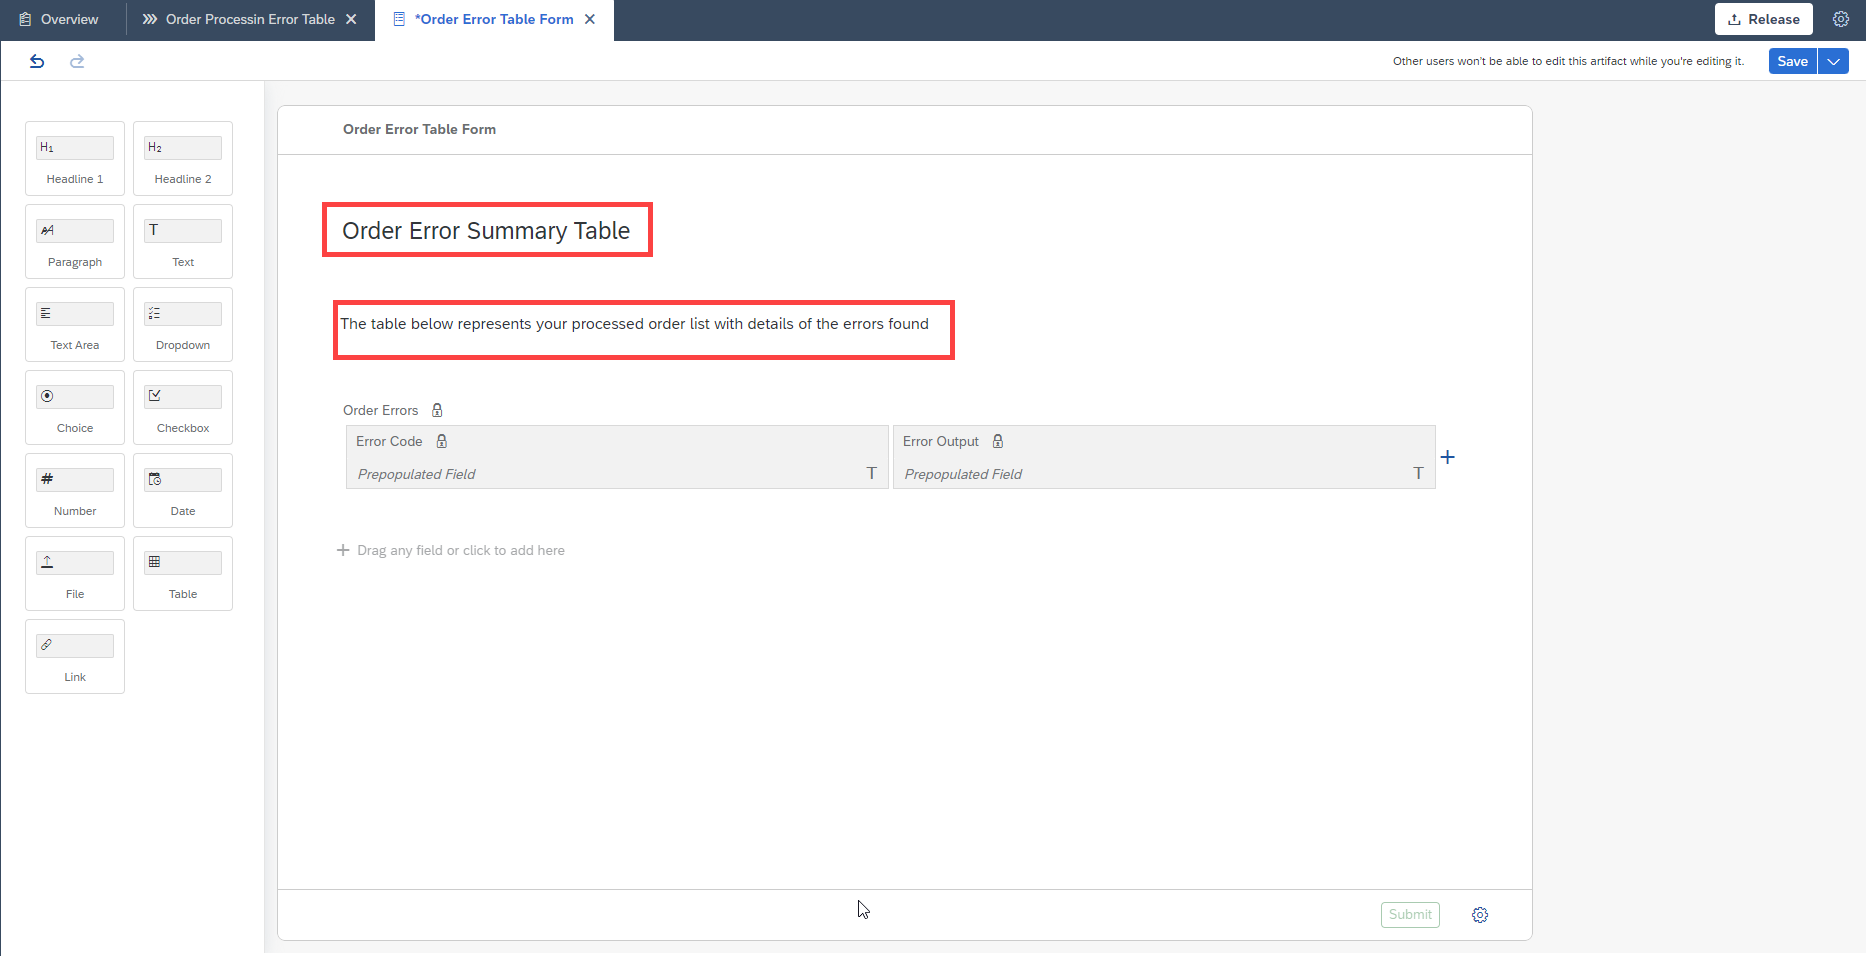 Overview
Order Processin Error Table
*Order Error Table Form
Release
Other users won't be able to edit this artifact while you're editing it.
Save
H1
Headline 1
H2
Headline 2
Paragraph
T
Text
Text Area
Dropdown
Choice
Checkbox
#
Number
Date
File
Table
Link
Order Error Table Form
Order Error Summary Table
The table below represents your processed order list with details of the errors found
Order Errors
Error Code
Error Output
Prepopulated Field T
Prepopulated Field T
+ Drag any field or click to add here
Submit